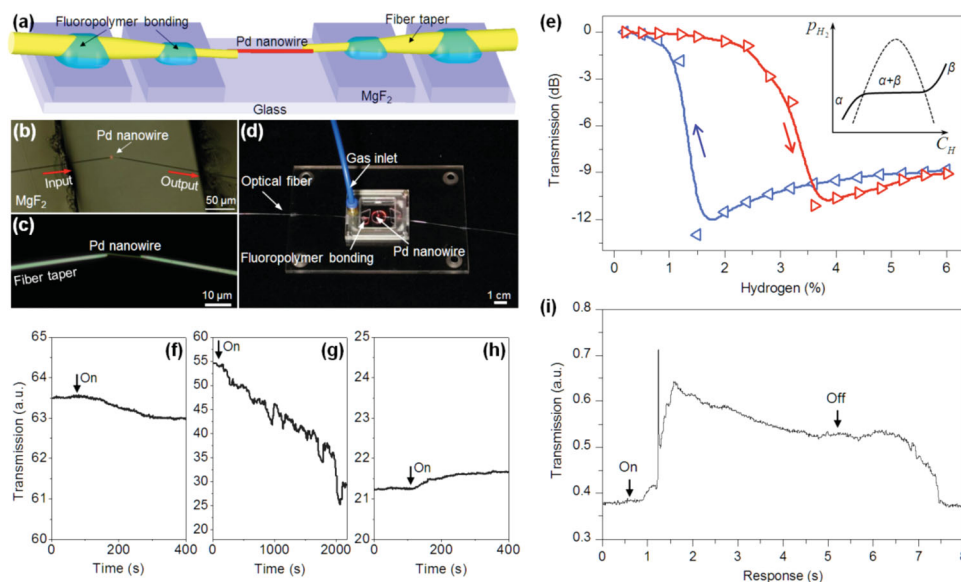 (a)
Fluoropolymer bonding
Fiber taper
Pd nanowire
MgF2
Glass
(b)
Pd nanowire
Input
Output
MgF2
50 μm
(c)
Pd nanowire
Fiber taper
10 μm
(d)
Gas inlet
Optical fiber
Fluoropolymer bonding
Pd nanowire
1 cm
(e)
Transmission (dB)
0
-3
-6
-9
-12
0 1 2 3 4 5 6
Hydrogen (%)
pH2
α
α+β
β
CH
(f)
Transmission (a.u.)
65
64
63
62
61
60
On
0 200 400
Time (s)
(g)
60
55
50
45
40
35
30
25
20
On
0 1000 2000
Time (s)
(h)
25
24
23
22
21
20
On
0 200 400
Time (s)
(i)
Transmission (a.u.)
0.8
0.7
0.6
0.5
0.4
0.3
On
Off
0 1 2 3 4 5 6 7 8
Response (s)